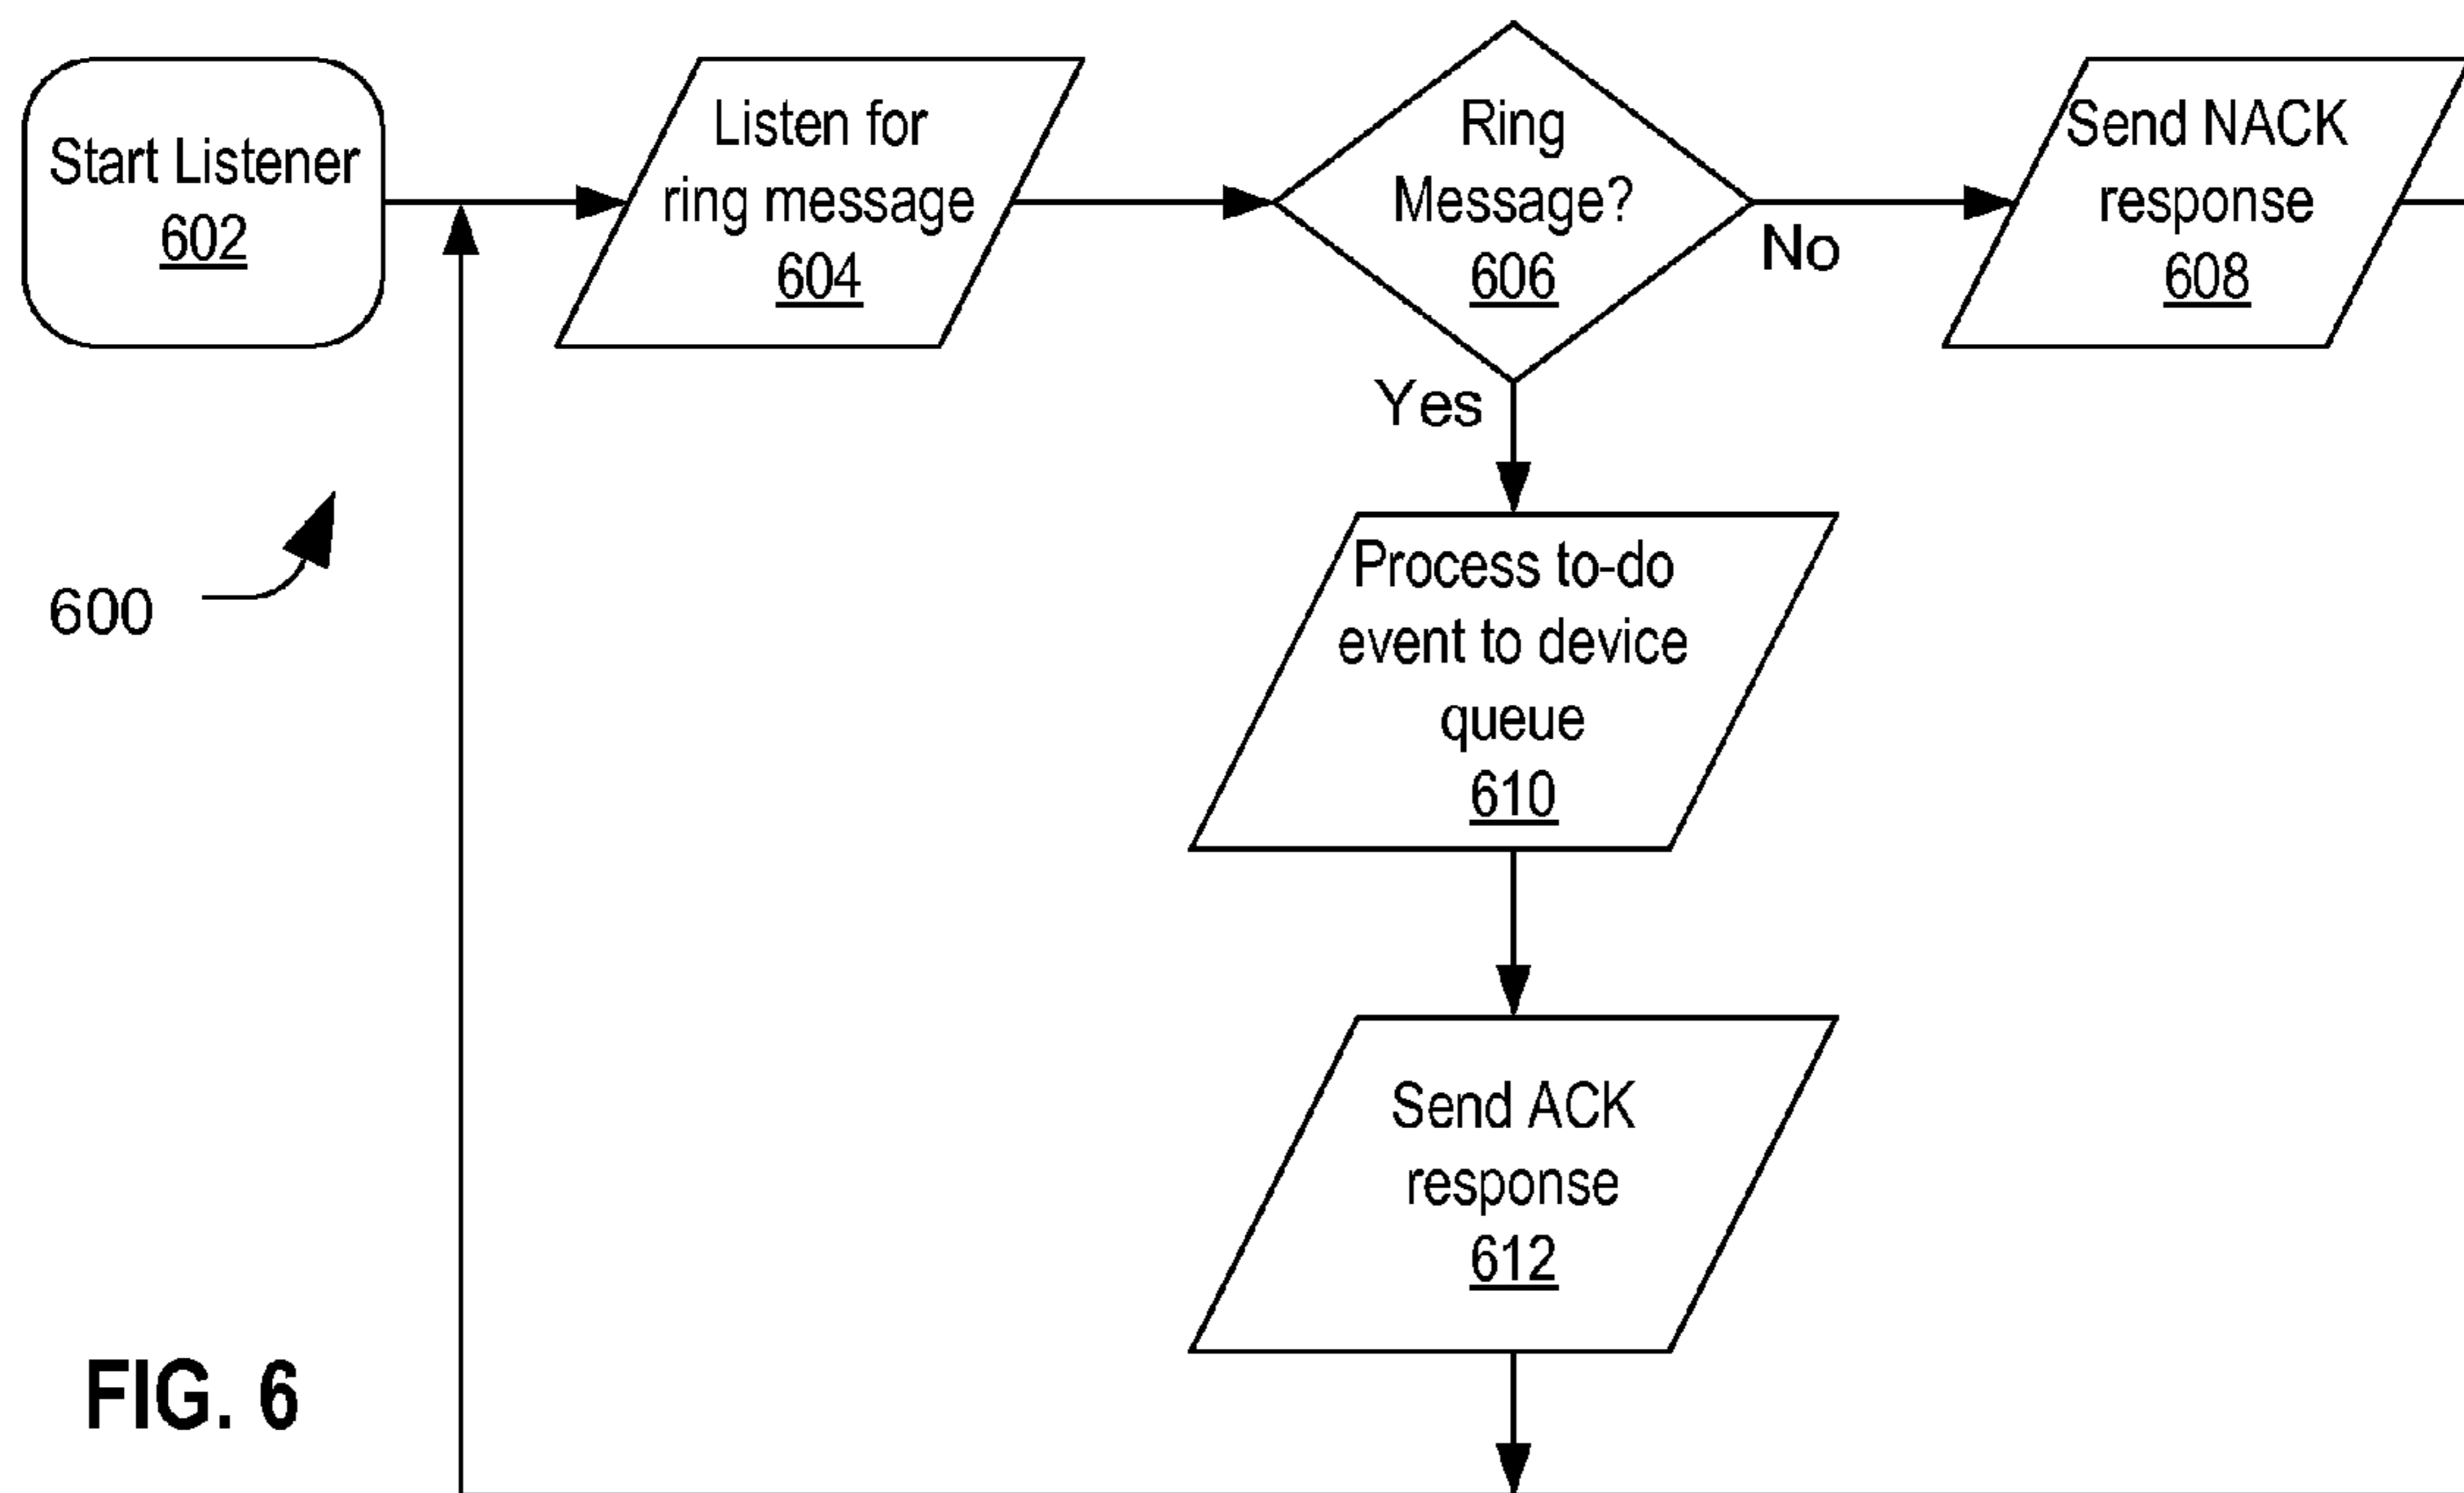 Start Listener
602
Listen for
ring message
604
Ring
Message?
606
No
Send NACK
response
608
Yes
Process to-do
event to device
queue
610
600
Send ACK
response
612
FIG. 6